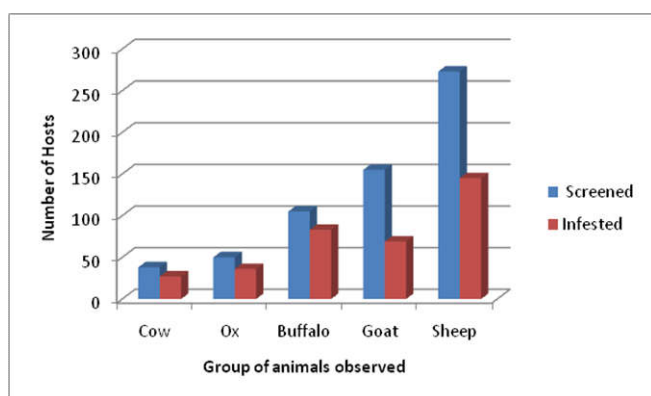 300
250
200
150
100
50
0
Number of Hosts
Cow Ox Buffalo Goat Sheep
Group of animals observed
Screened
Infested